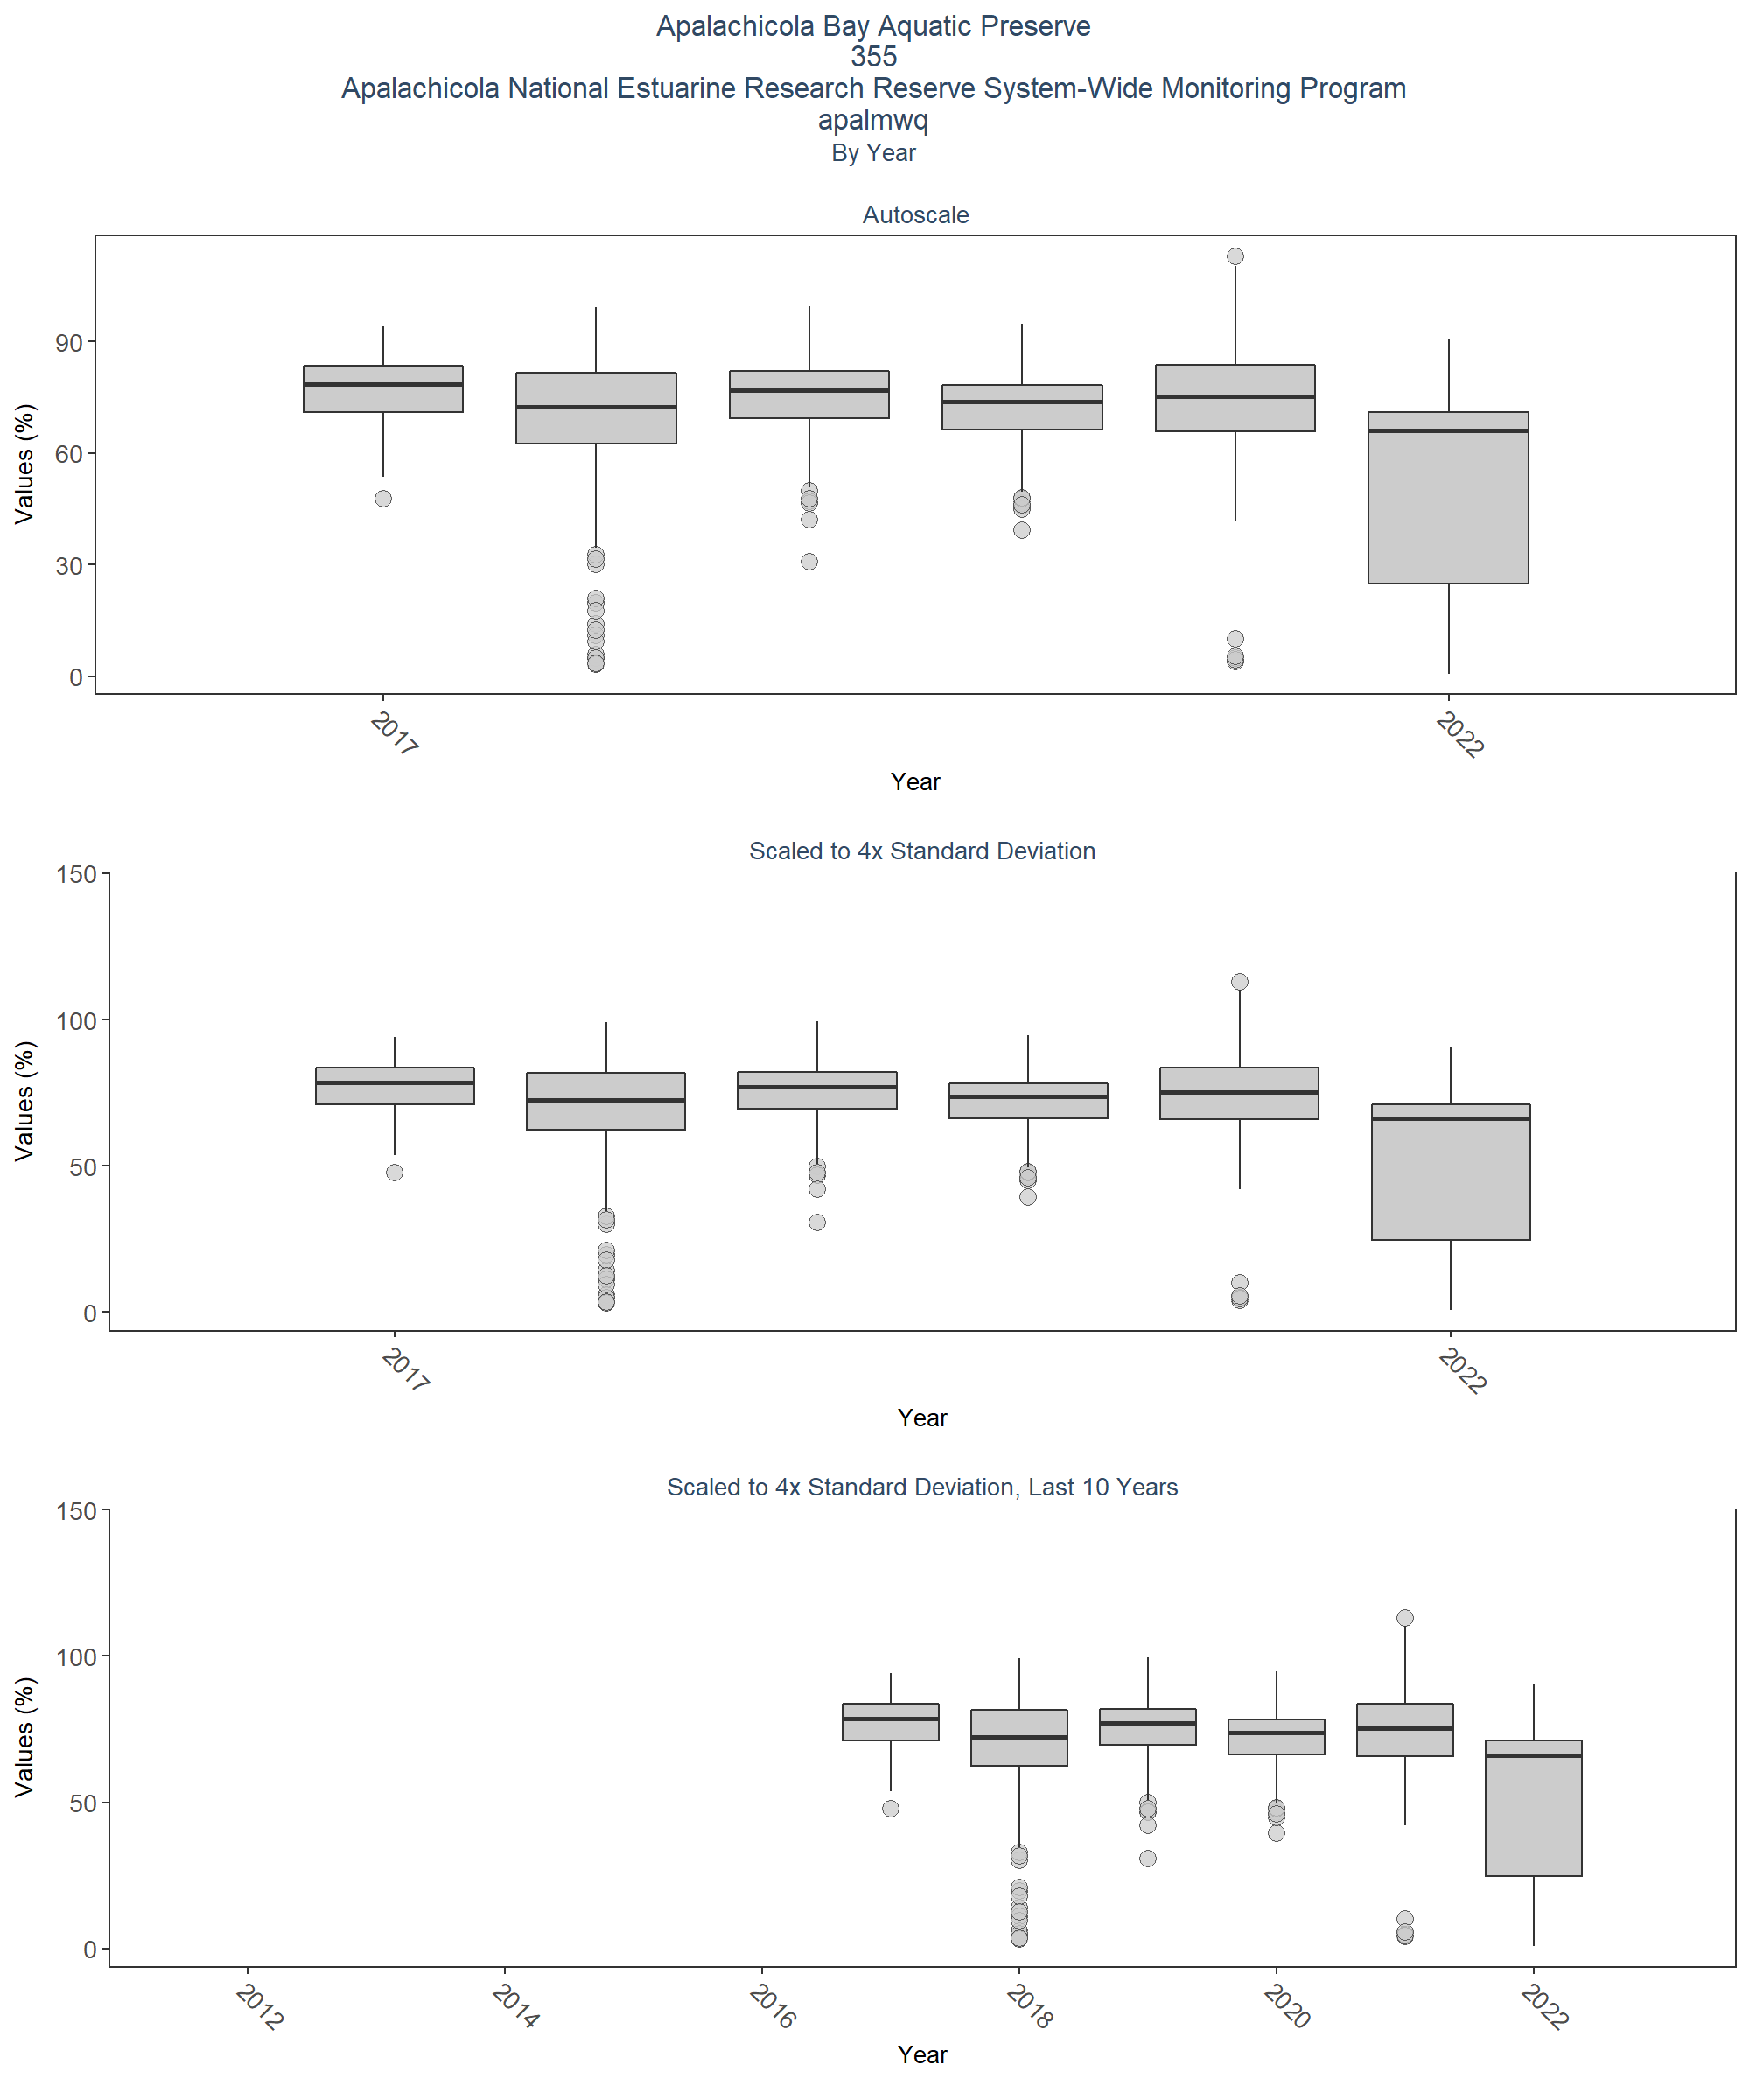 Apalachicola Bay Aquatic Preserve
355
Apalachicola National Estuarine Research Reserve System-Wide Monitoring Program
apalmwq
By Year
Autoscale
Values (%)
90
60
30
0
2017
2022
Year
Scaled to 4x Standard Deviation
Values (%)
150
100
50
0
2017
2022
Year
Scaled to 4x Standard Deviation, Last 10 Years
Values (%)
150
100
50
0
2012
2014
2016
2018
2020
2022
Year